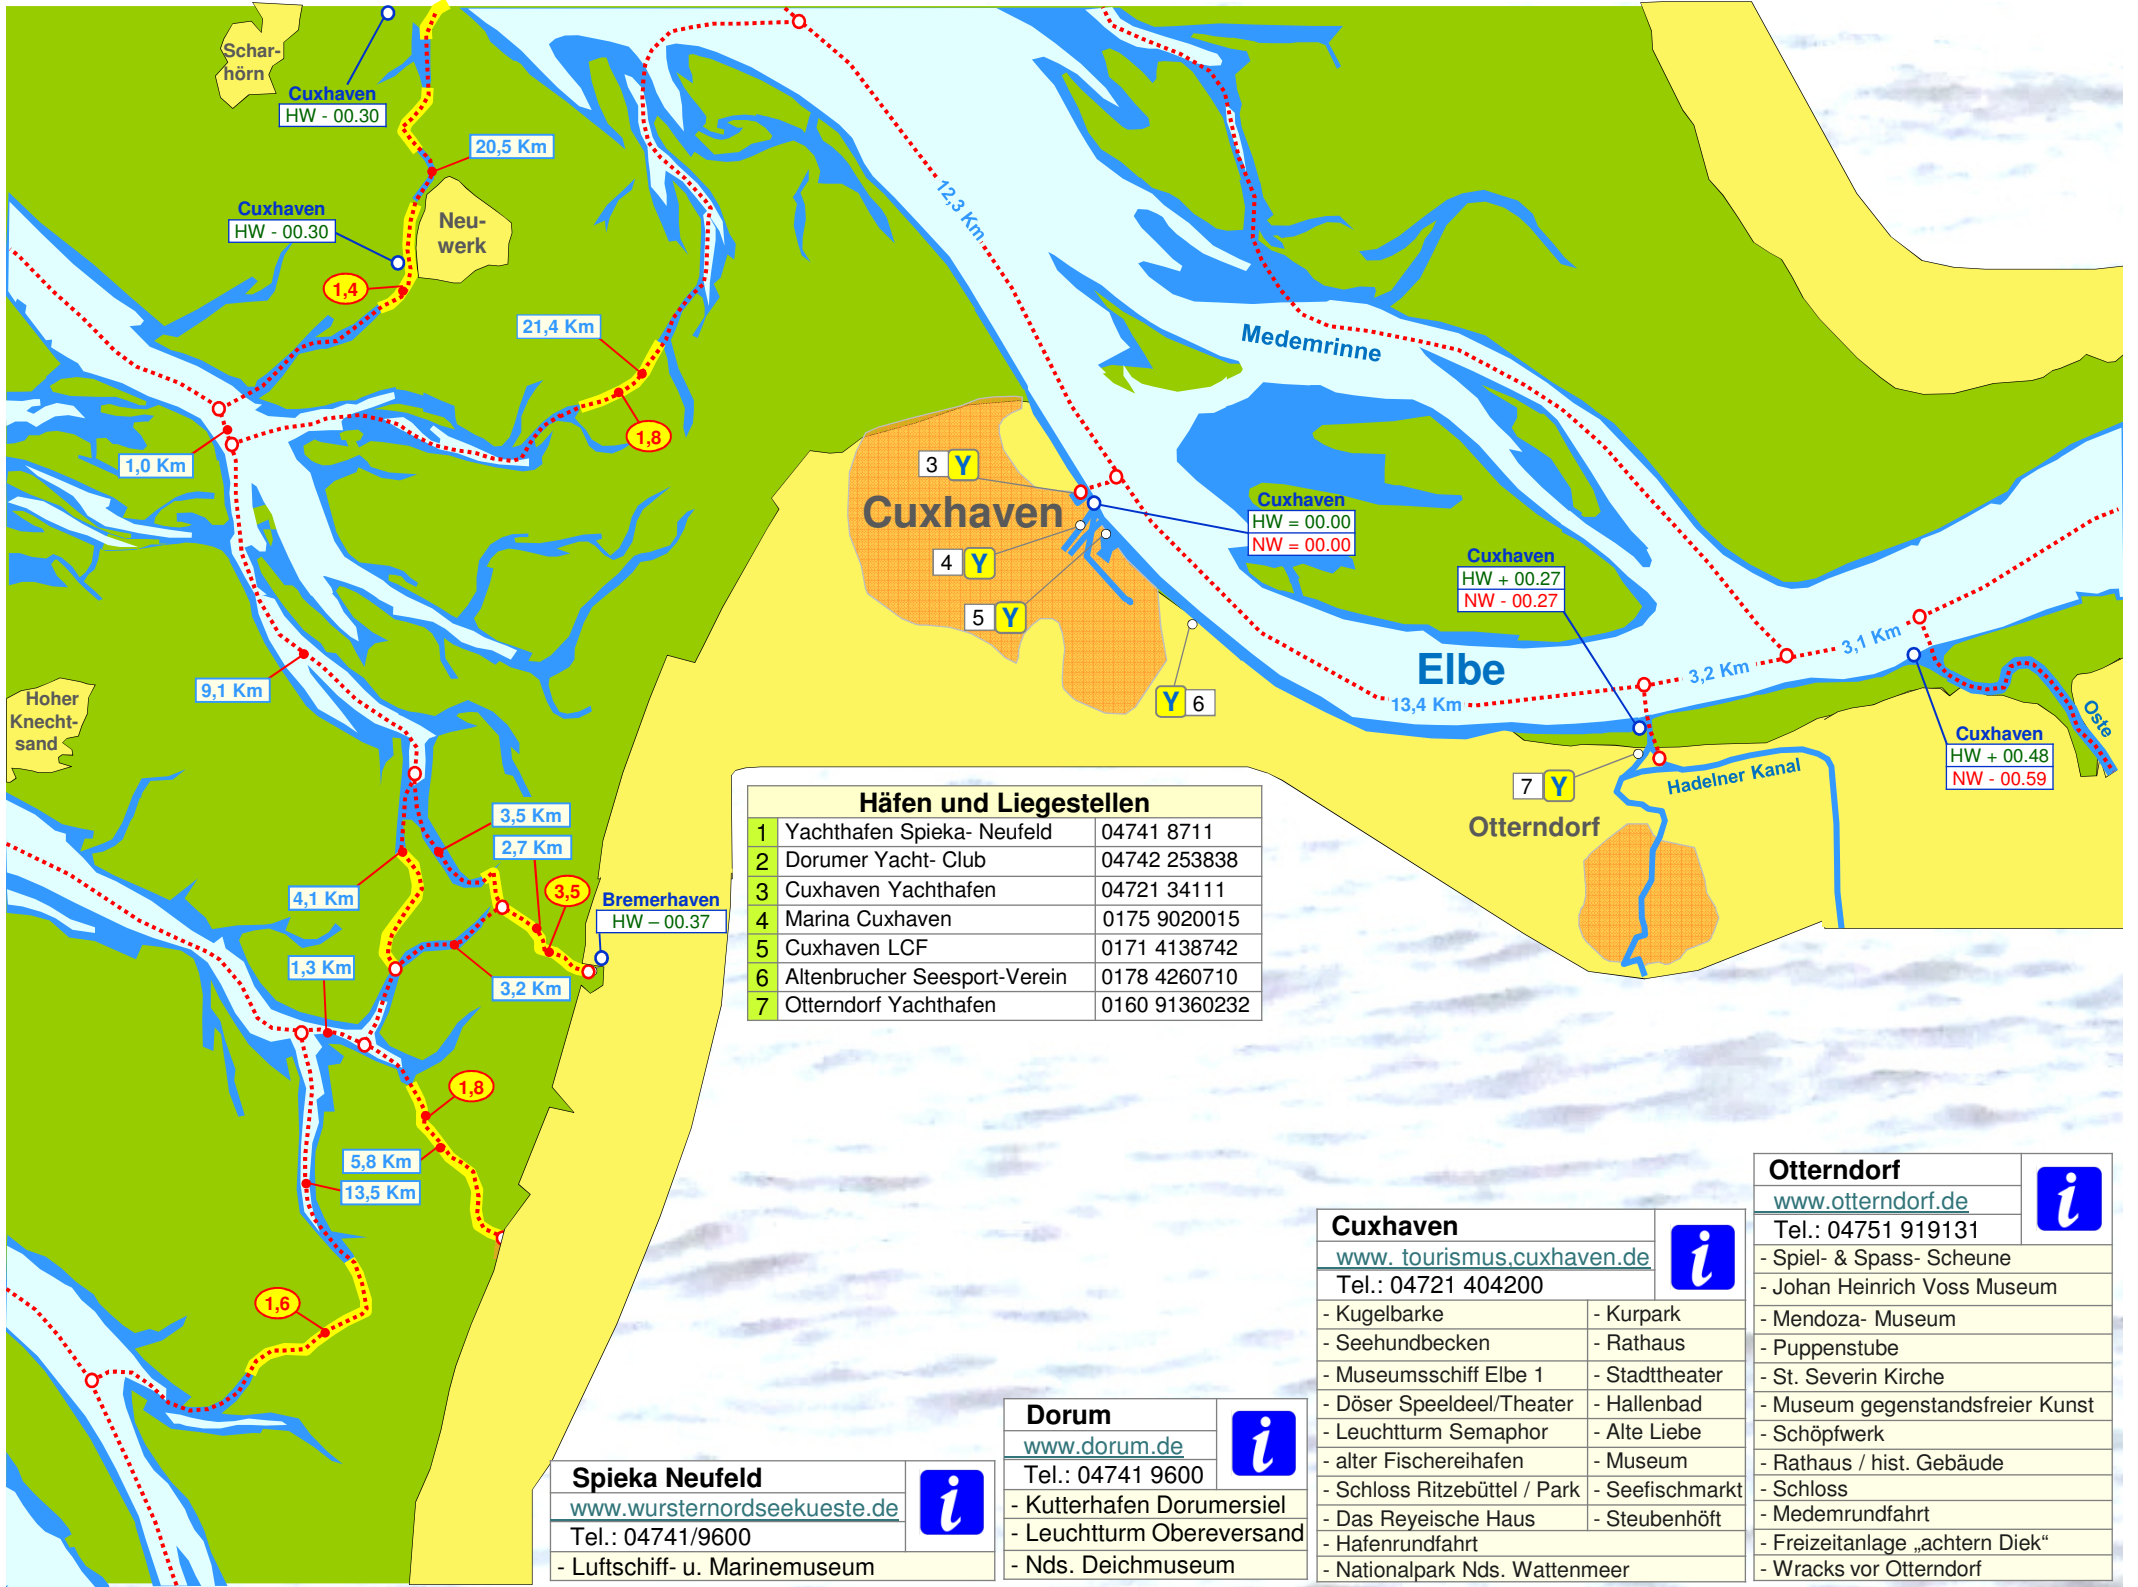 Schar-
hörn
Cuxhaven
HW - 00.30
20,5 Km
Cuxhaven
HW - 00.30
Neu-
werk
1,4
21,4 Km
1,8
1,0 Km
12,3 Km
Medemrinne
3 Y
Cuxhaven
4 Y
5 Y
Y 6
Cuxhaven
HW = 00.00
NW = 00.00
Cuxhaven
HW + 00.27
NW - 00.27
Elbe
13,4 Km
3,2 Km
3,1 Km
Oste
Cuxhaven
HW + 00.48
NW - 00.59
7 Y
Hadelner Kanal
Otterndorf
9,1 Km
Hoher
Knecht-
sand
3,5 Km
2,7 Km
3,5
4,1 Km
Bremerhaven
HW – 00.37
1,3 Km
3,2 Km
1,8
5,8 Km
13,5 Km
1,6
Häfen und Liegestellen
1 Yachthafen Spieka- Neufeld 04741 8711
2 Dorumer Yacht- Club 04742 253838
3 Cuxhaven Yachthafen 04721 34111
4 Marina Cuxhaven 0175 9020015
5 Cuxhaven LCF 0171 4138742
6 Altenbrucher Seesport-Verein 0178 4260710
7 Otterndorf Yachthafen 0160 91360232
Spieka Neufeld
i
www.wursternordseekueste.de
Tel.: 04741/9600
- Luftschiff- u. Marinemuseum
Dorum
i
www.dorum.de
Tel.: 04741 9600
- Kutterhafen Dorumersiel
- Leuchtturm Obereversand
- Nds. Deichmuseum
Cuxhaven
i
www. tourismus,cuxhaven.de
Tel.: 04721 404200
- Kugelbarke - Kurpark
- Seehundbecken - Rathaus
- Museumsschiff Elbe 1 - Stadttheater
- Döser Speeldeel/Theater - Hallenbad
- Leuchtturm Semaphor - Alte Liebe
- alter Fischereihafen - Museum
- Schloss Ritzebüttel / Park - Seefischmarkt
- Das Reyeische Haus - Steubenhöft
- Hafenrundfahrt
- Nationalpark Nds. Wattenmeer
Otterndorf
i
www.otterndorf.de
Tel.: 04751 919131
- Spiel- & Spass- Scheune
- Johan Heinrich Voss Museum
- Mendoza- Museum
- Puppenstube
- St. Severin Kirche
- Museum gegenstandsfreier Kunst
- Schöpfwerk
- Rathaus / hist. Gebäude
- Schloss
- Medemrundfahrt
- Freizeitanlage „achtern Diek“
- Wracks vor Otterndorf